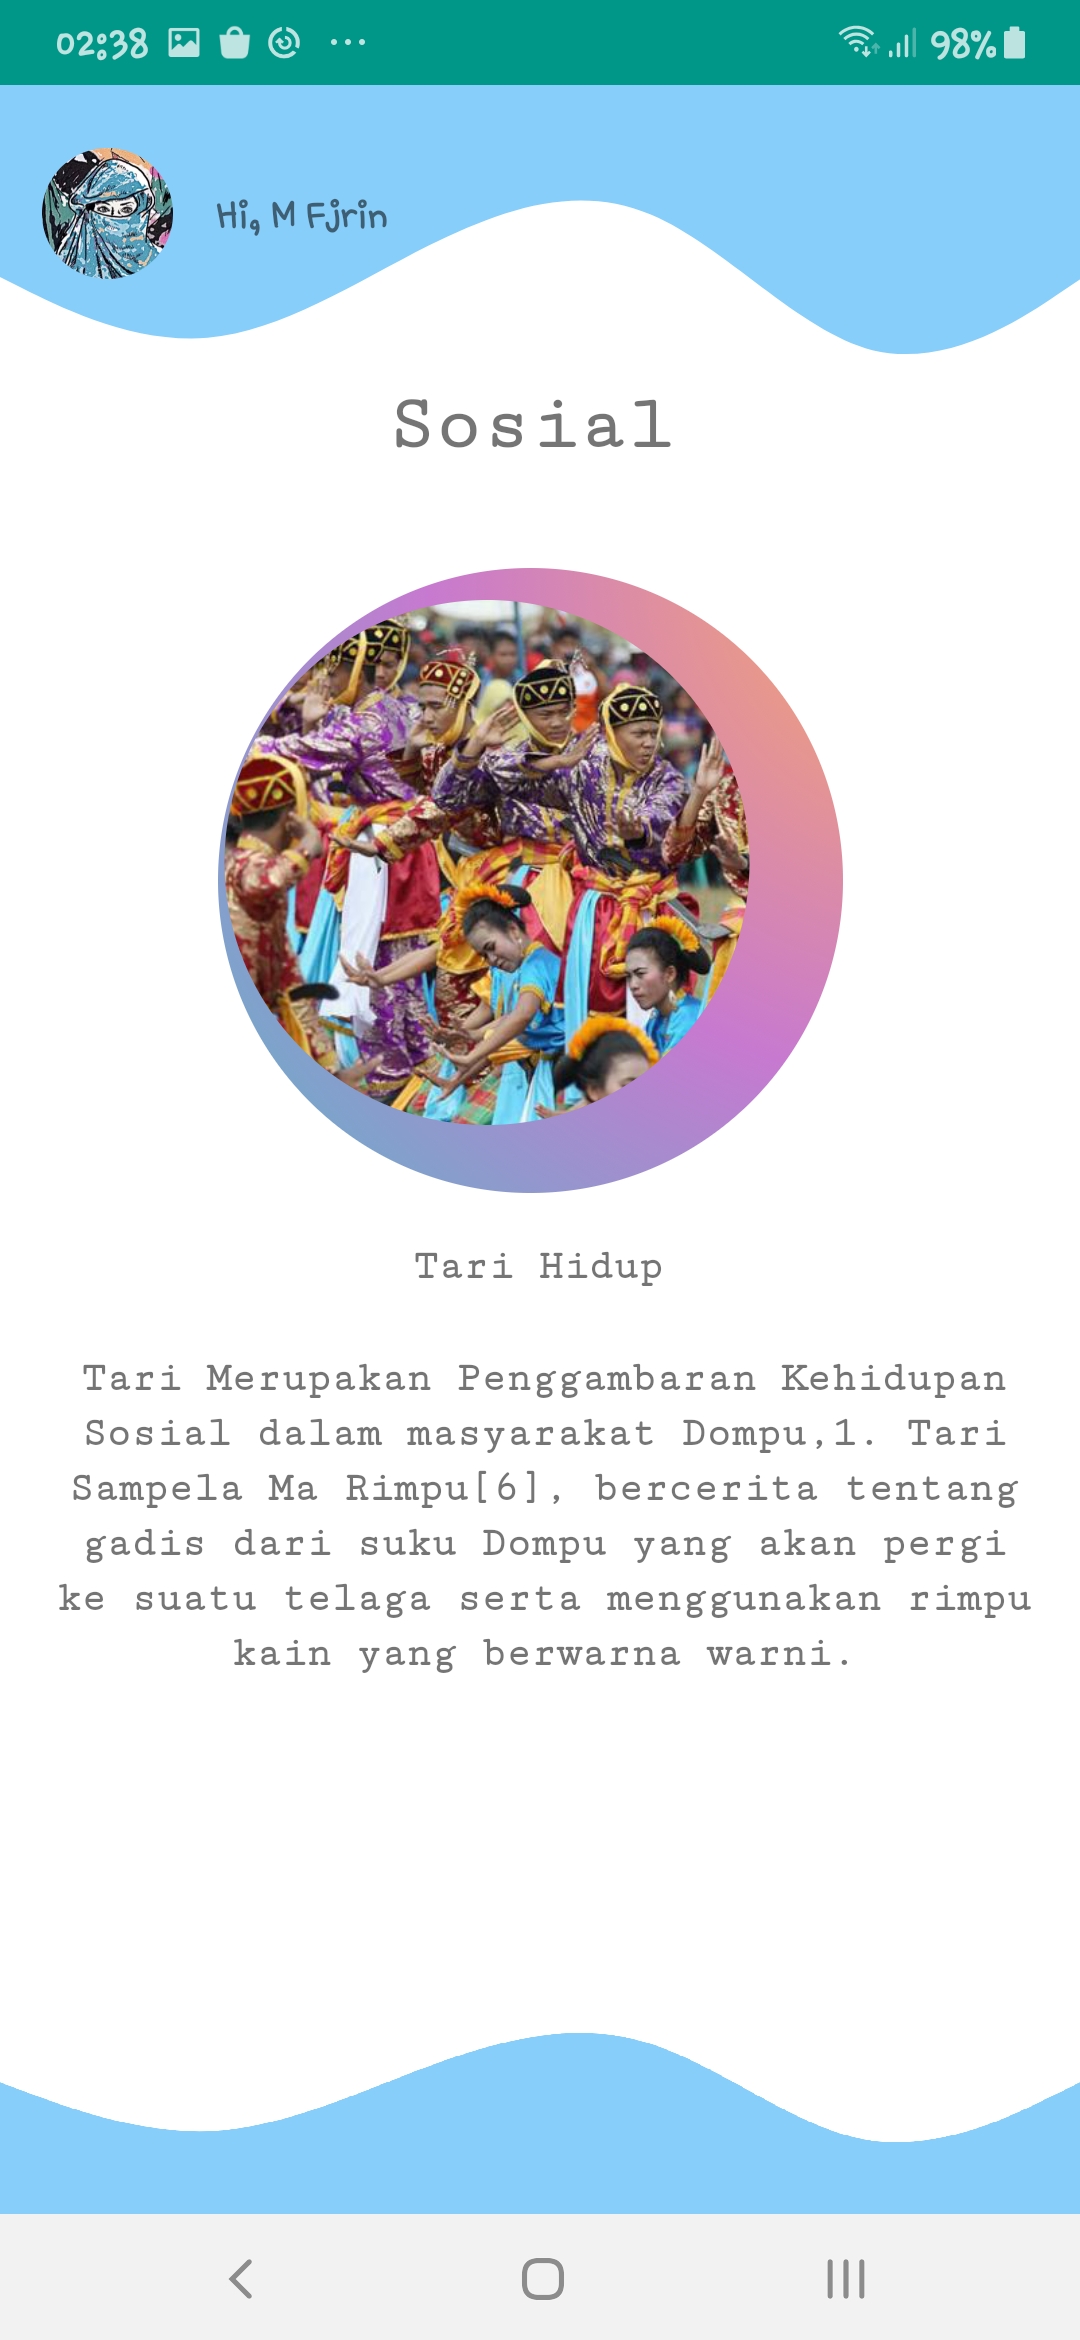 02:38
98%
Hi, M Fjrin
Sosial
Tari Hidup
Tari Merupakan Penggambaran Kehidupan
Sosial dalam masyarakat Dompu,1. Tari
Sampela Ma Rimpu[6], bercerita tentang
gadis dari suku Dompu yang akan pergi
ke suatu telaga serta menggunakan rimpu
kain yang berwarna warni.